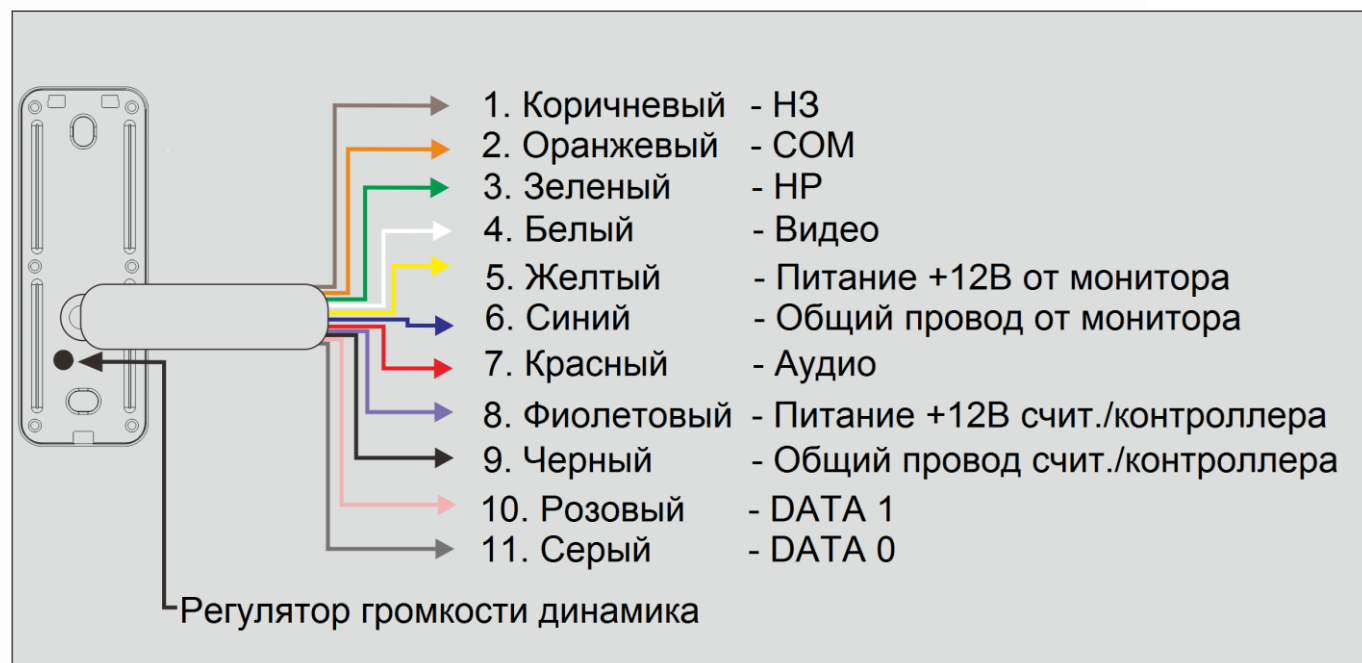 1. Коричневый - НЗ
2. Оранжевый - COM
3. Зеленый - НР
4. Белый - Видео
5. Желтый - Питание +12В от монитора
6. Синий - Общий провод от монитора
7. Красный - Аудио
8. Фиолетовый - Питание +12В счит./контроллера
9. Черный - Общий провод счит./контроллера
10. Розовый - DATA 1
11. Серый - DATA 0
Регулятор громкости динамика